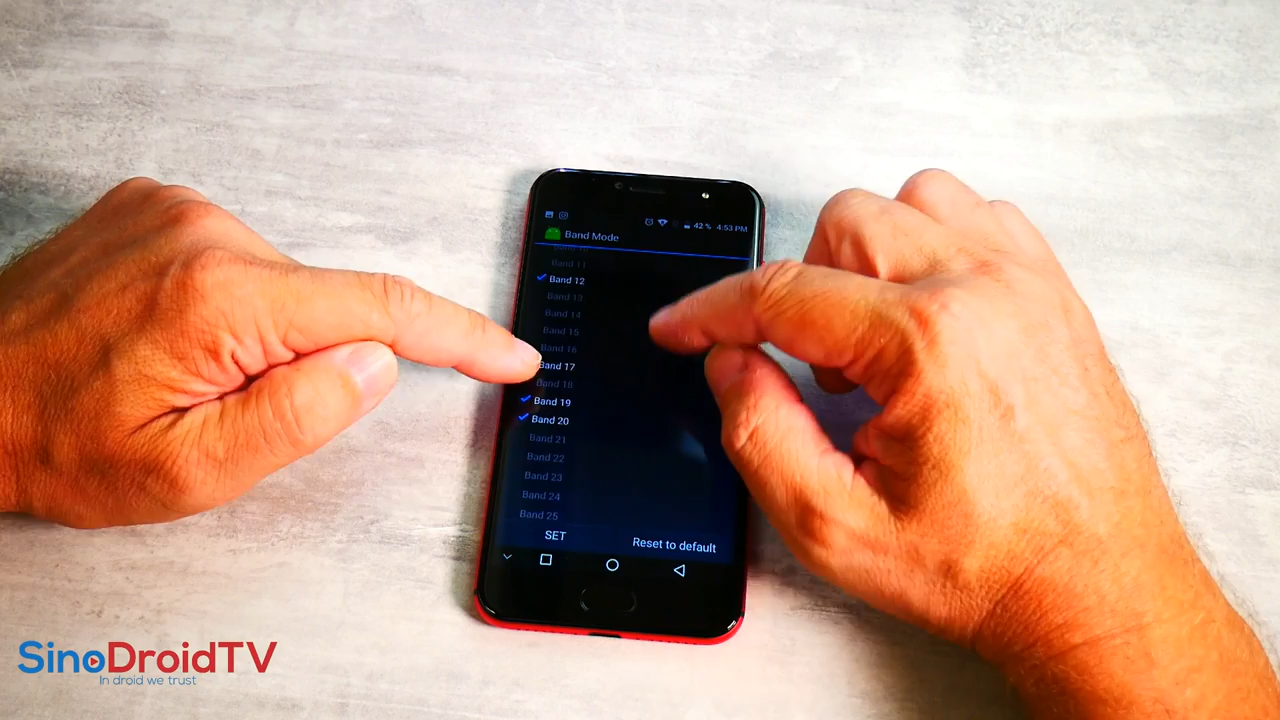 42 % 4:53 PM
Band Mode
Band 11
Band 12
Band 13
Band 14
Band 15
Band 16
Band 17
Band 18
Band 19
Band 20
Band 21
Band 22
Band 23
Band 24
Band 25
SET
Reset to default
SinoDroidTV
In droid we trust